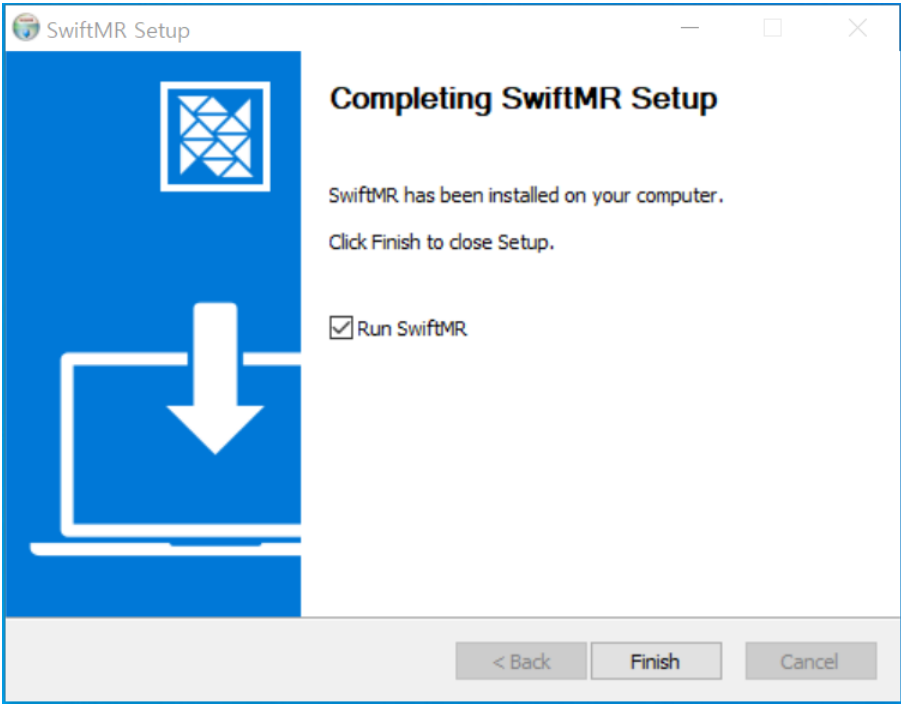 SwiftMR Setup
Completing SwiftMR Setup
SwiftMR has been installed on your computer.
Click Finish to close Setup.
Run SwiftMR
< Back
Finish
Cancel